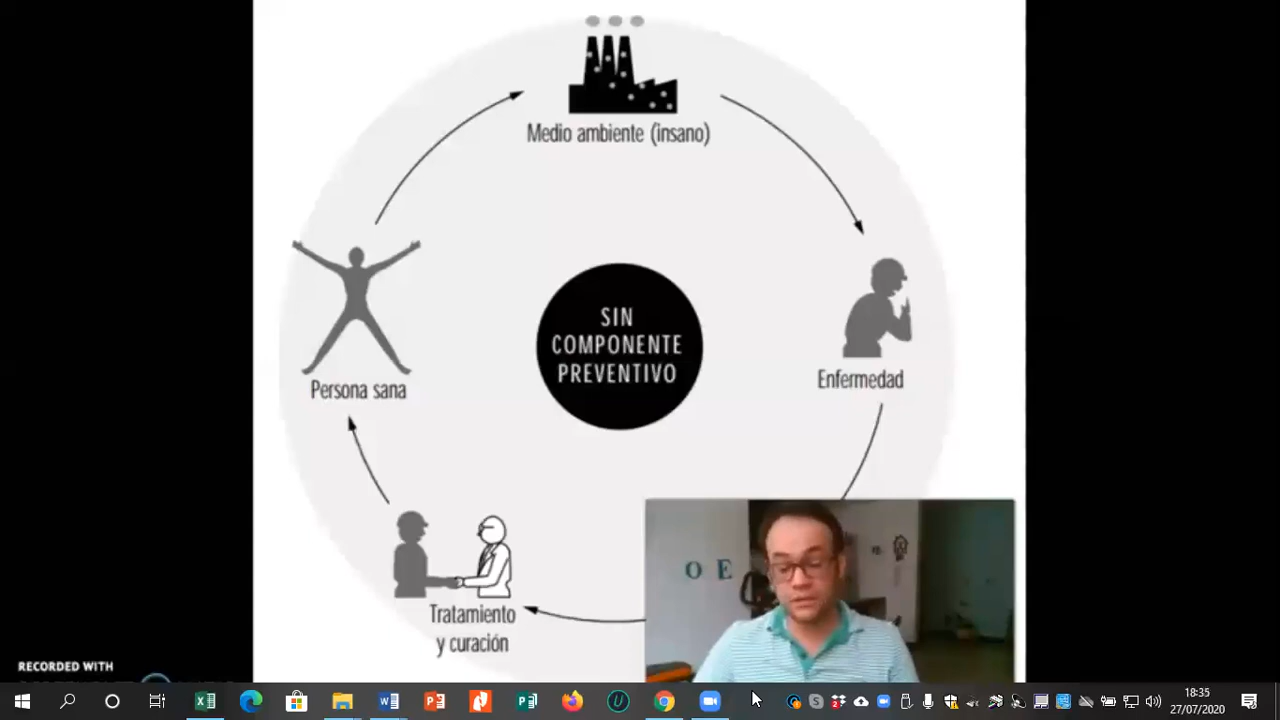 Medio ambiente (insano)
SIN
COMPONENTE
PREVENTIVO
Persona sana
Enfermedad
Tratamiento
y curación
O E
RECORDED WITH
18:35
27/07/2020